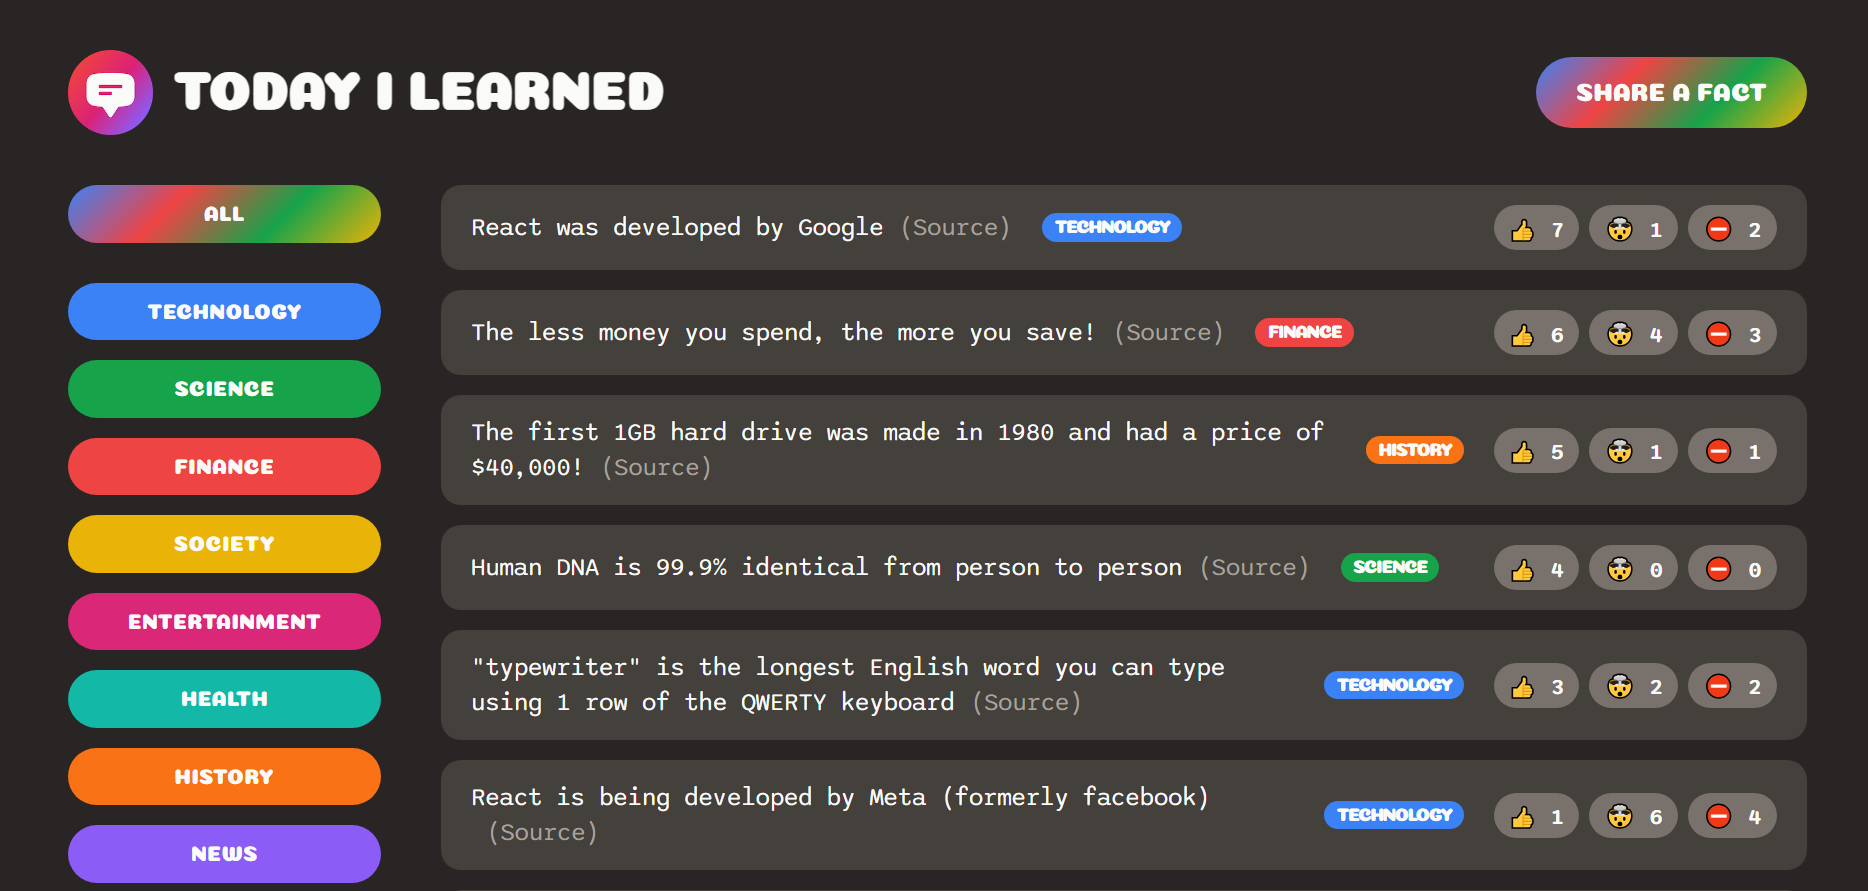 TODAY I LEARNED
SHARE A FACT
ALL
TECHNOLOGY
SCIENCE
FINANCE
SOCIETY
ENTERTAINMENT
HEALTH
HISTORY
NEWS
React was developed by Google (Source) TECHNOLOGY 👍 7 🤯 1 ⛔ 2
The less money you spend, the more you save! (Source) FINANCE 👍 6 🤯 4 ⛔ 3
The first 1GB hard drive was made in 1980 and had a price of
$40,000! (Source)
HISTORY 👍 5 🤯 1 ⛔ 1
Human DNA is 99.9% identical from person to person (Source) SCIENCE 👍 4 🤯 0 ⛔ 0
"typewriter" is the longest English word you can type
using 1 row of the QWERTY keyboard (Source)
TECHNOLOGY 👍 3 🤯 2 ⛔ 2
React is being developed by Meta (formerly facebook)
(Source)
TECHNOLOGY 👍 1 🤯 6 ⛔ 4